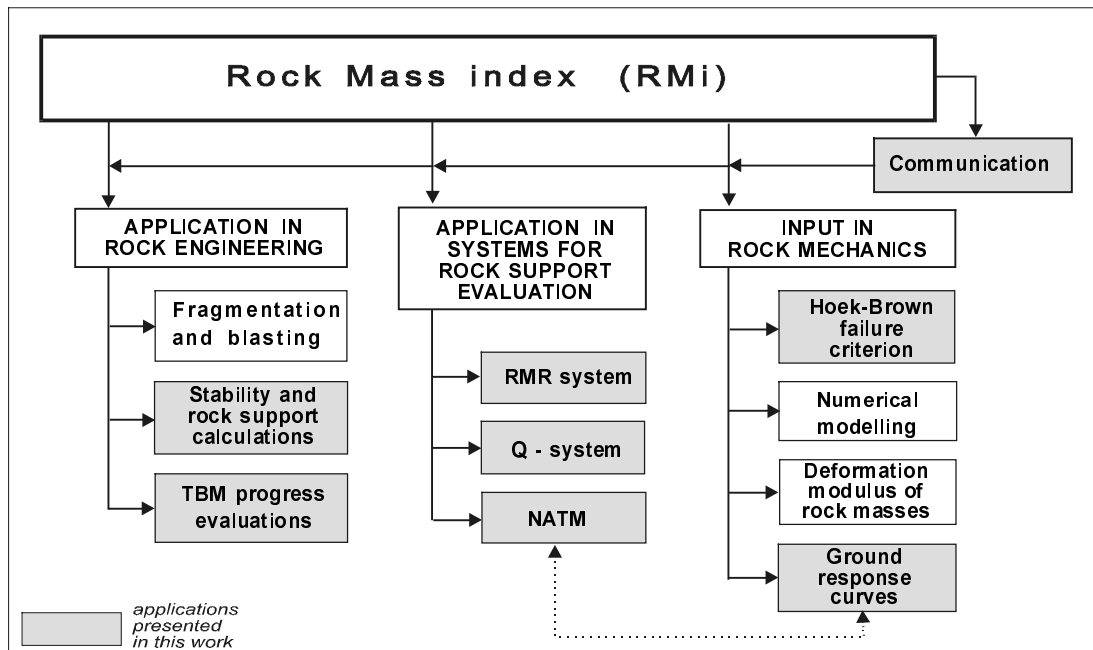 Rock Mass index (RMi)
Communication
APPLICATION IN
ROCK ENGINEERING
Fragmentation
and blasting
Stability and
rock support
calculations
TBM progress
evaluations
APPLICATION IN
SYSTEMS FOR
ROCK SUPPORT
EVALUATION
RMR system
Q - system
NATM
INPUT IN
ROCK MECHANICS
Hoek-Brown
failure
criterion
Numerical
modelling
Deformation
modulus of
rock masses
Ground
response
curves
applications
presented
in this work